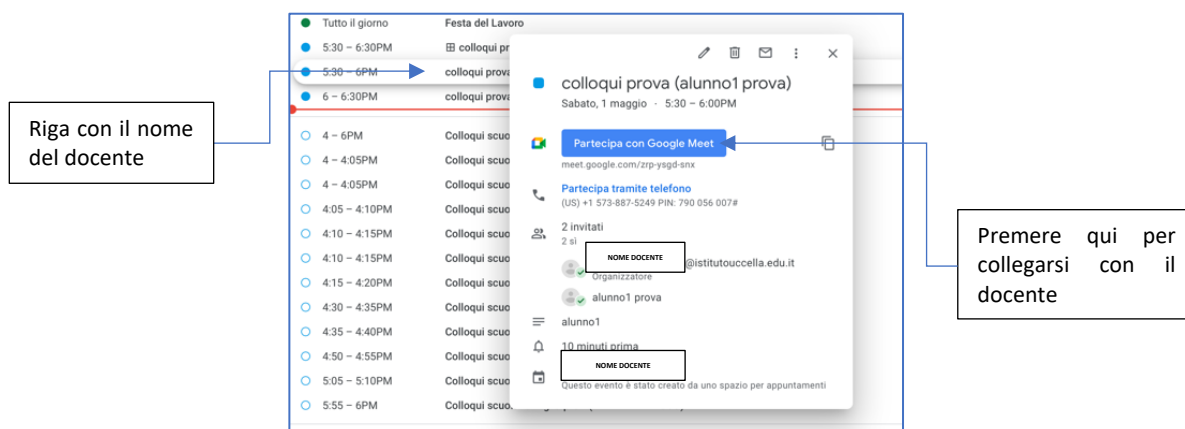 Tutto il giorno Festa del Lavoro
5:30 – 6:30PM colloqui pr
5:30 – 6PM colloqui prova
6 – 6:30PM colloqui prova
4 – 6PM Colloqui scuo
4 – 4:05PM Colloqui scuo
4 – 4:05PM Colloqui scuo
4:05 – 4:10PM Colloqui scuo
4:10 – 4:15PM Colloqui scuo
4:10 – 4:15PM Colloqui scuo
4:15 – 4:20PM Colloqui scuo
4:30 – 4:35PM Colloqui scuo
4:35 – 4:40PM Colloqui scuo
4:50 – 4:55PM Colloqui scuo
5:05 – 5:10PM Colloqui scuo
5:55 – 6PM Colloqui scuo
Riga con il nome
del docente
colloqui prova (alunno1 prova)
Sabato, 1 maggio · 5:30 – 6:00PM
Partecipa con Google Meet
meet.google.com/zrp-ysgd-snx
Partecipa tramite telefono
(US) +1 573-887-5249 PIN: 790 056 007#
2 invitati
2 sì
NOME DOCENTE @istitutouccella.edu.it
Organizzatore
alunno1 prova
alunno1
10 minuti prima
NOME DOCENTE
Questo evento è stato creato da uno spazio per appuntamenti
Premere qui per
collegarsi con il
docente